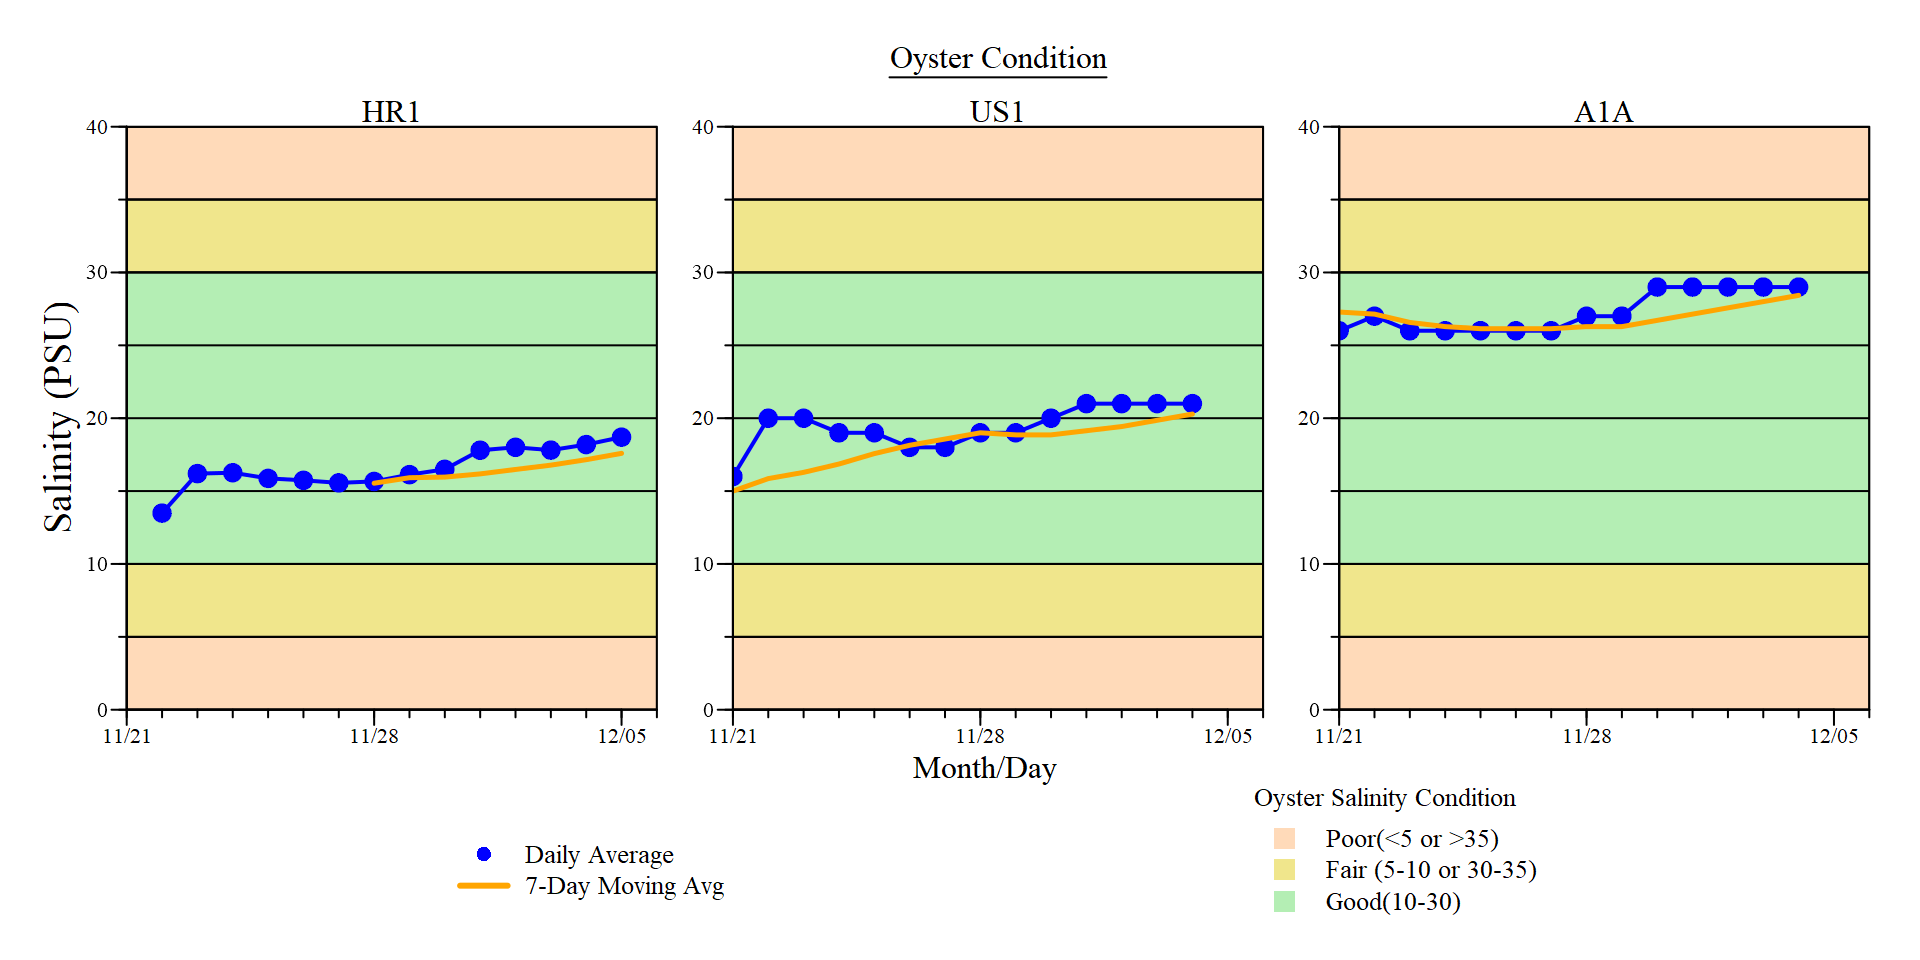 Oyster Condition
HR1
US1
A1A
Salinity (PSU)
40
30
20
10
0
40
30
20
10
0
40
30
20
10
0
11/21
11/28
12/05
11/21
11/28
12/05
11/21
11/28
12/05
Month/Day
Daily Average
7-Day Moving Avg
Oyster Salinity Condition
Poor(<5 or >35)
Fair (5-10 or 30-35)
Good(10-30)